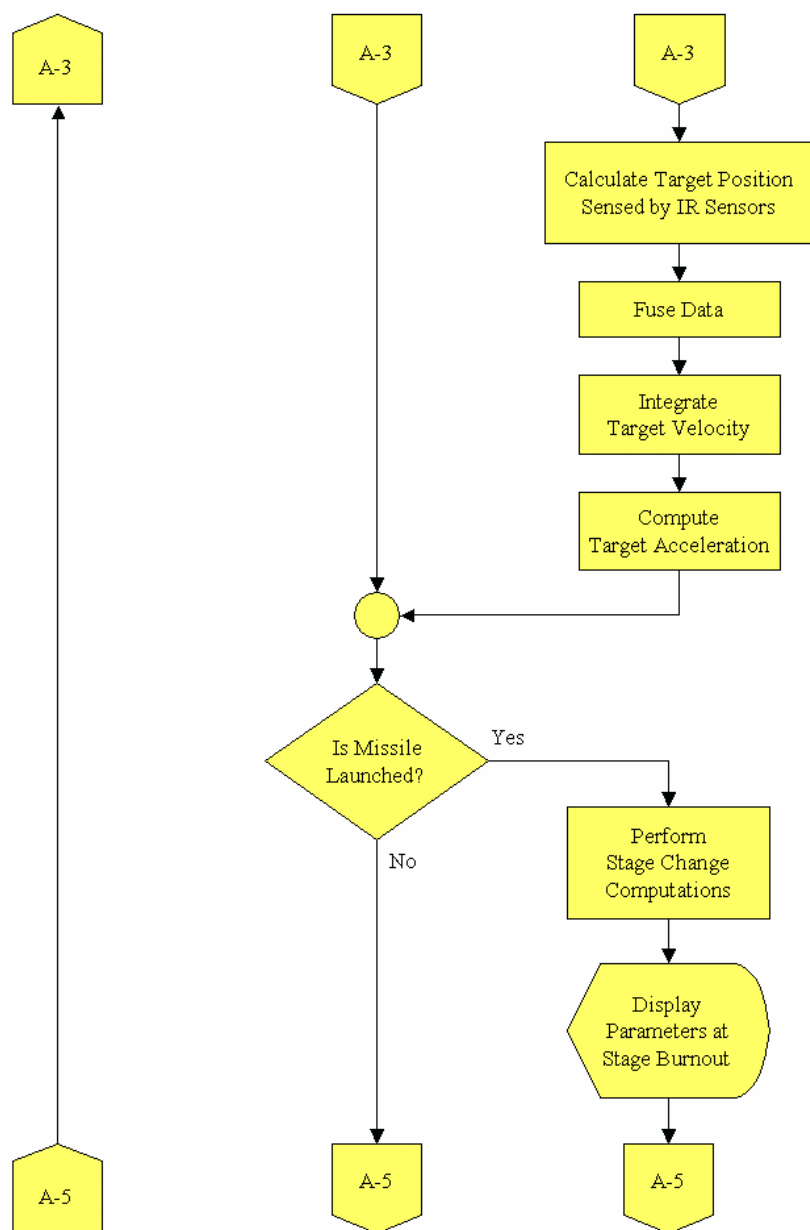 A-3
A-3
A-3
Calculate Target Position
Sensed by IR Sensors
Fuse Data
Integrate
Target Velocity
Compute
Target Acceleration
Is Missile
Launched?
Yes
No
Perform
Stage Change
Computations
Display
Parameters at
Stage Burnout
A-5
A-5
A-5